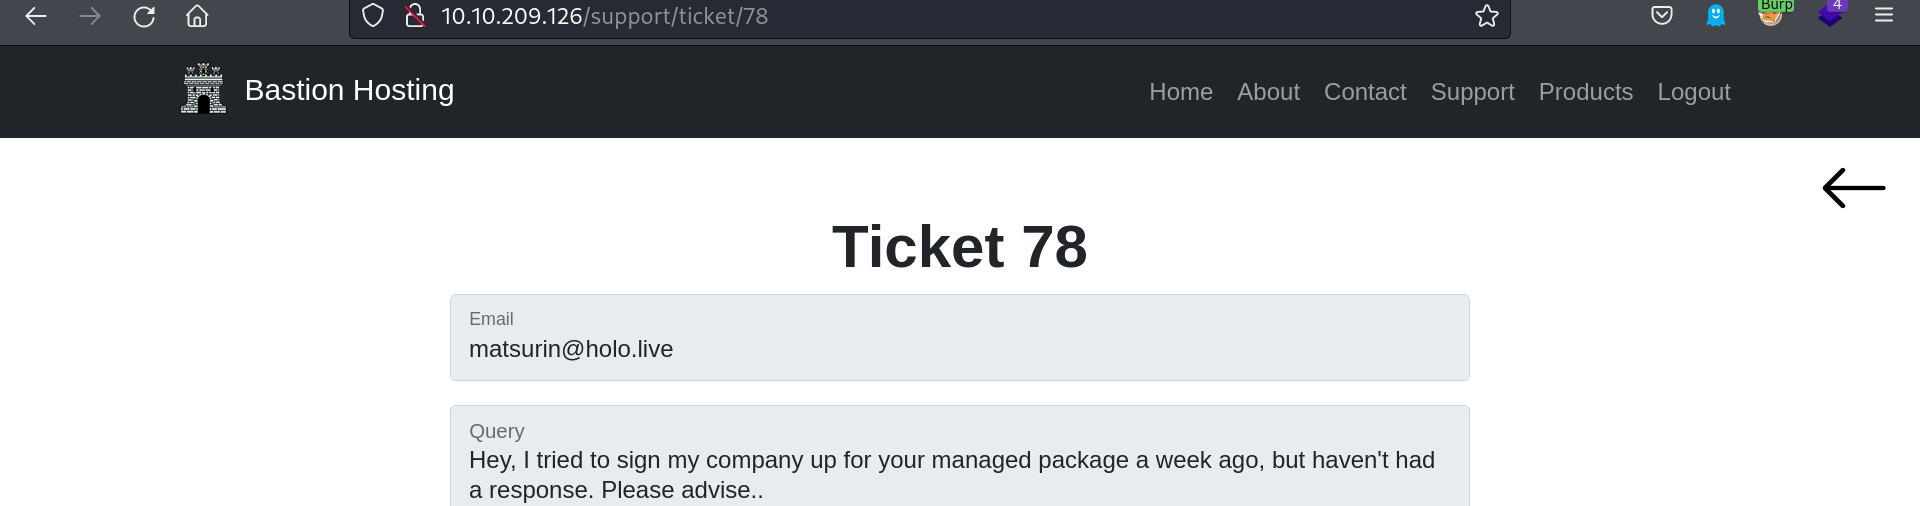 10.10.209.126/support/ticket/78
Burp
4
Bastion Hosting
Home About Contact Support Products Logout
Ticket 78
Email
matsurin@holo.live
Query
Hey, I tried to sign my company up for your managed package a week ago, but haven't had
a response. Please advise..